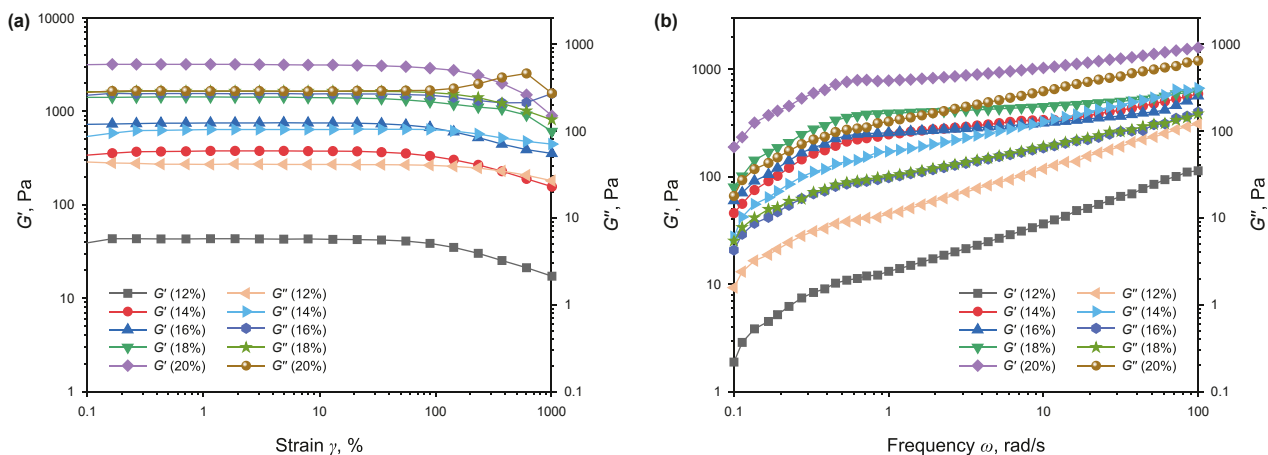 (a)
10000
1000
100
10
1
G′, Pa
1000
100
10
1
0.1
G″, Pa
G′ (12%) G″ (12%)
G′ (14%) G″ (14%)
G′ (16%) G″ (16%)
G′ (18%) G″ (18%)
G′ (20%) G″ (20%)
0.1 1 10 100 1000
Strain γ, %
(b)
1000
100
10
1
G′, Pa
1000
100
10
1
0.1
G″, Pa
G′ (12%) G″ (12%)
G′ (14%) G″ (14%)
G′ (16%) G″ (16%)
G′ (18%) G″ (18%)
G′ (20%) G″ (20%)
0.1 1 10 100
Frequency ω, rad/s